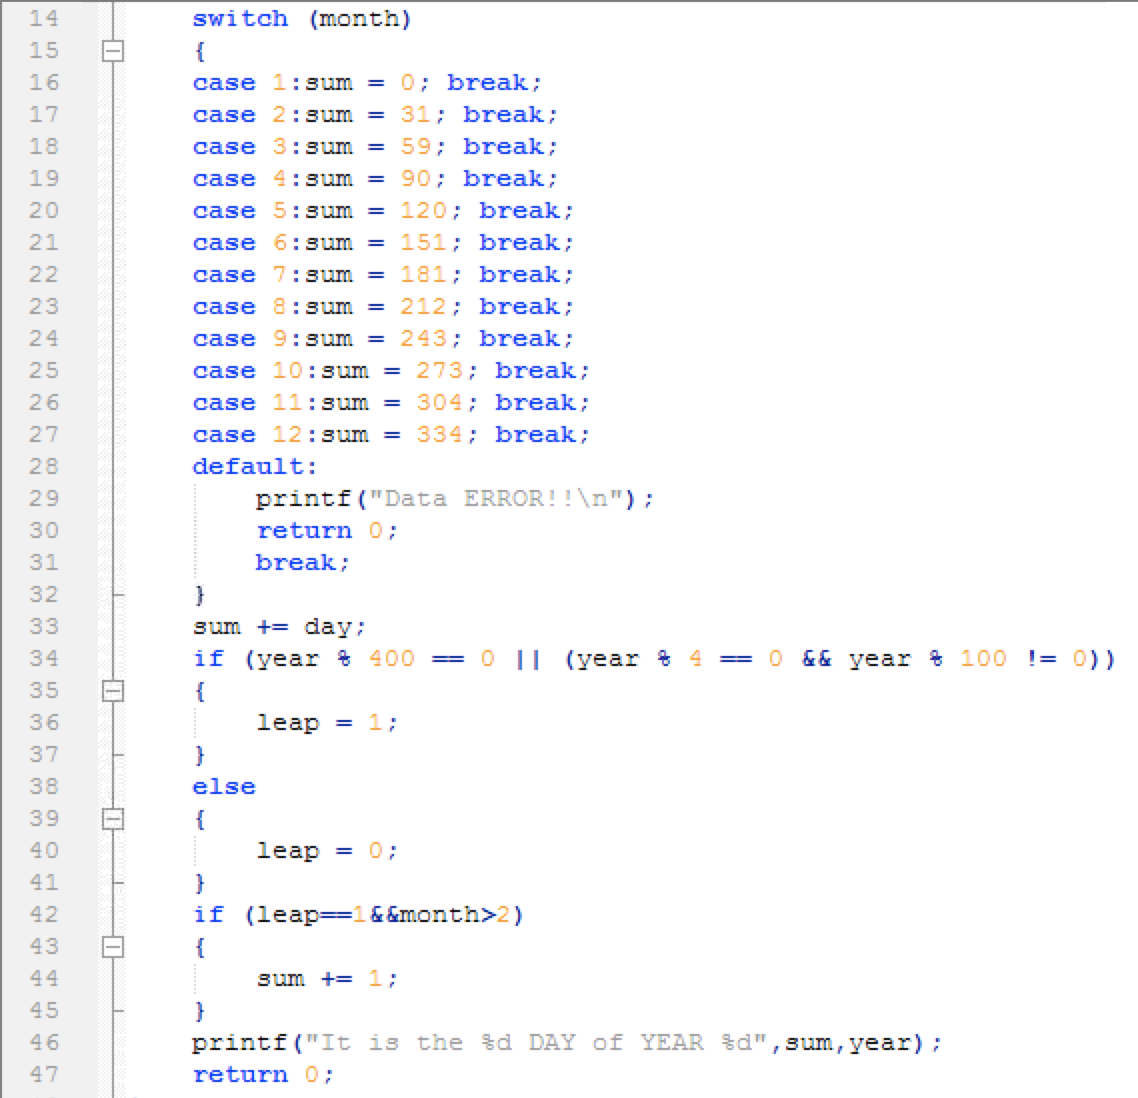 14 switch (month)
15 {
16 case 1:sum = 0; break;
17 case 2:sum = 31; break;
18 case 3:sum = 59; break;
19 case 4:sum = 90; break;
20 case 5:sum = 120; break;
21 case 6:sum = 151; break;
22 case 7:sum = 181; break;
23 case 8:sum = 212; break;
24 case 9:sum = 243; break;
25 case 10:sum = 273; break;
26 case 11:sum = 304; break;
27 case 12:sum = 334; break;
28 default:
29 printf("Data ERROR!!\n");
30 return 0;
31 break;
32 }
33 sum += day;
34 if (year % 400 == 0 || (year % 4 == 0 && year % 100 != 0))
35 {
36 leap = 1;
37 }
38 else
39 {
40 leap = 0;
41 }
42 if (leap==1&&month>2)
43 {
44 sum += 1;
45 }
46 printf("It is the %d DAY of YEAR %d",sum,year);
47 return 0;